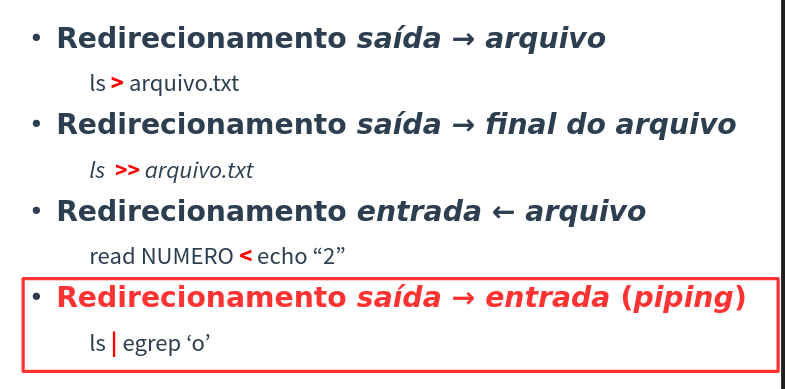 • Redirecionamento saída → arquivo
ls > arquivo.txt
• Redirecionamento saída → final do arquivo
ls >> arquivo.txt
• Redirecionamento entrada ← arquivo
read NUMERO < echo “2”
• Redirecionamento saída → entrada (piping)
ls | egrep ‘o’